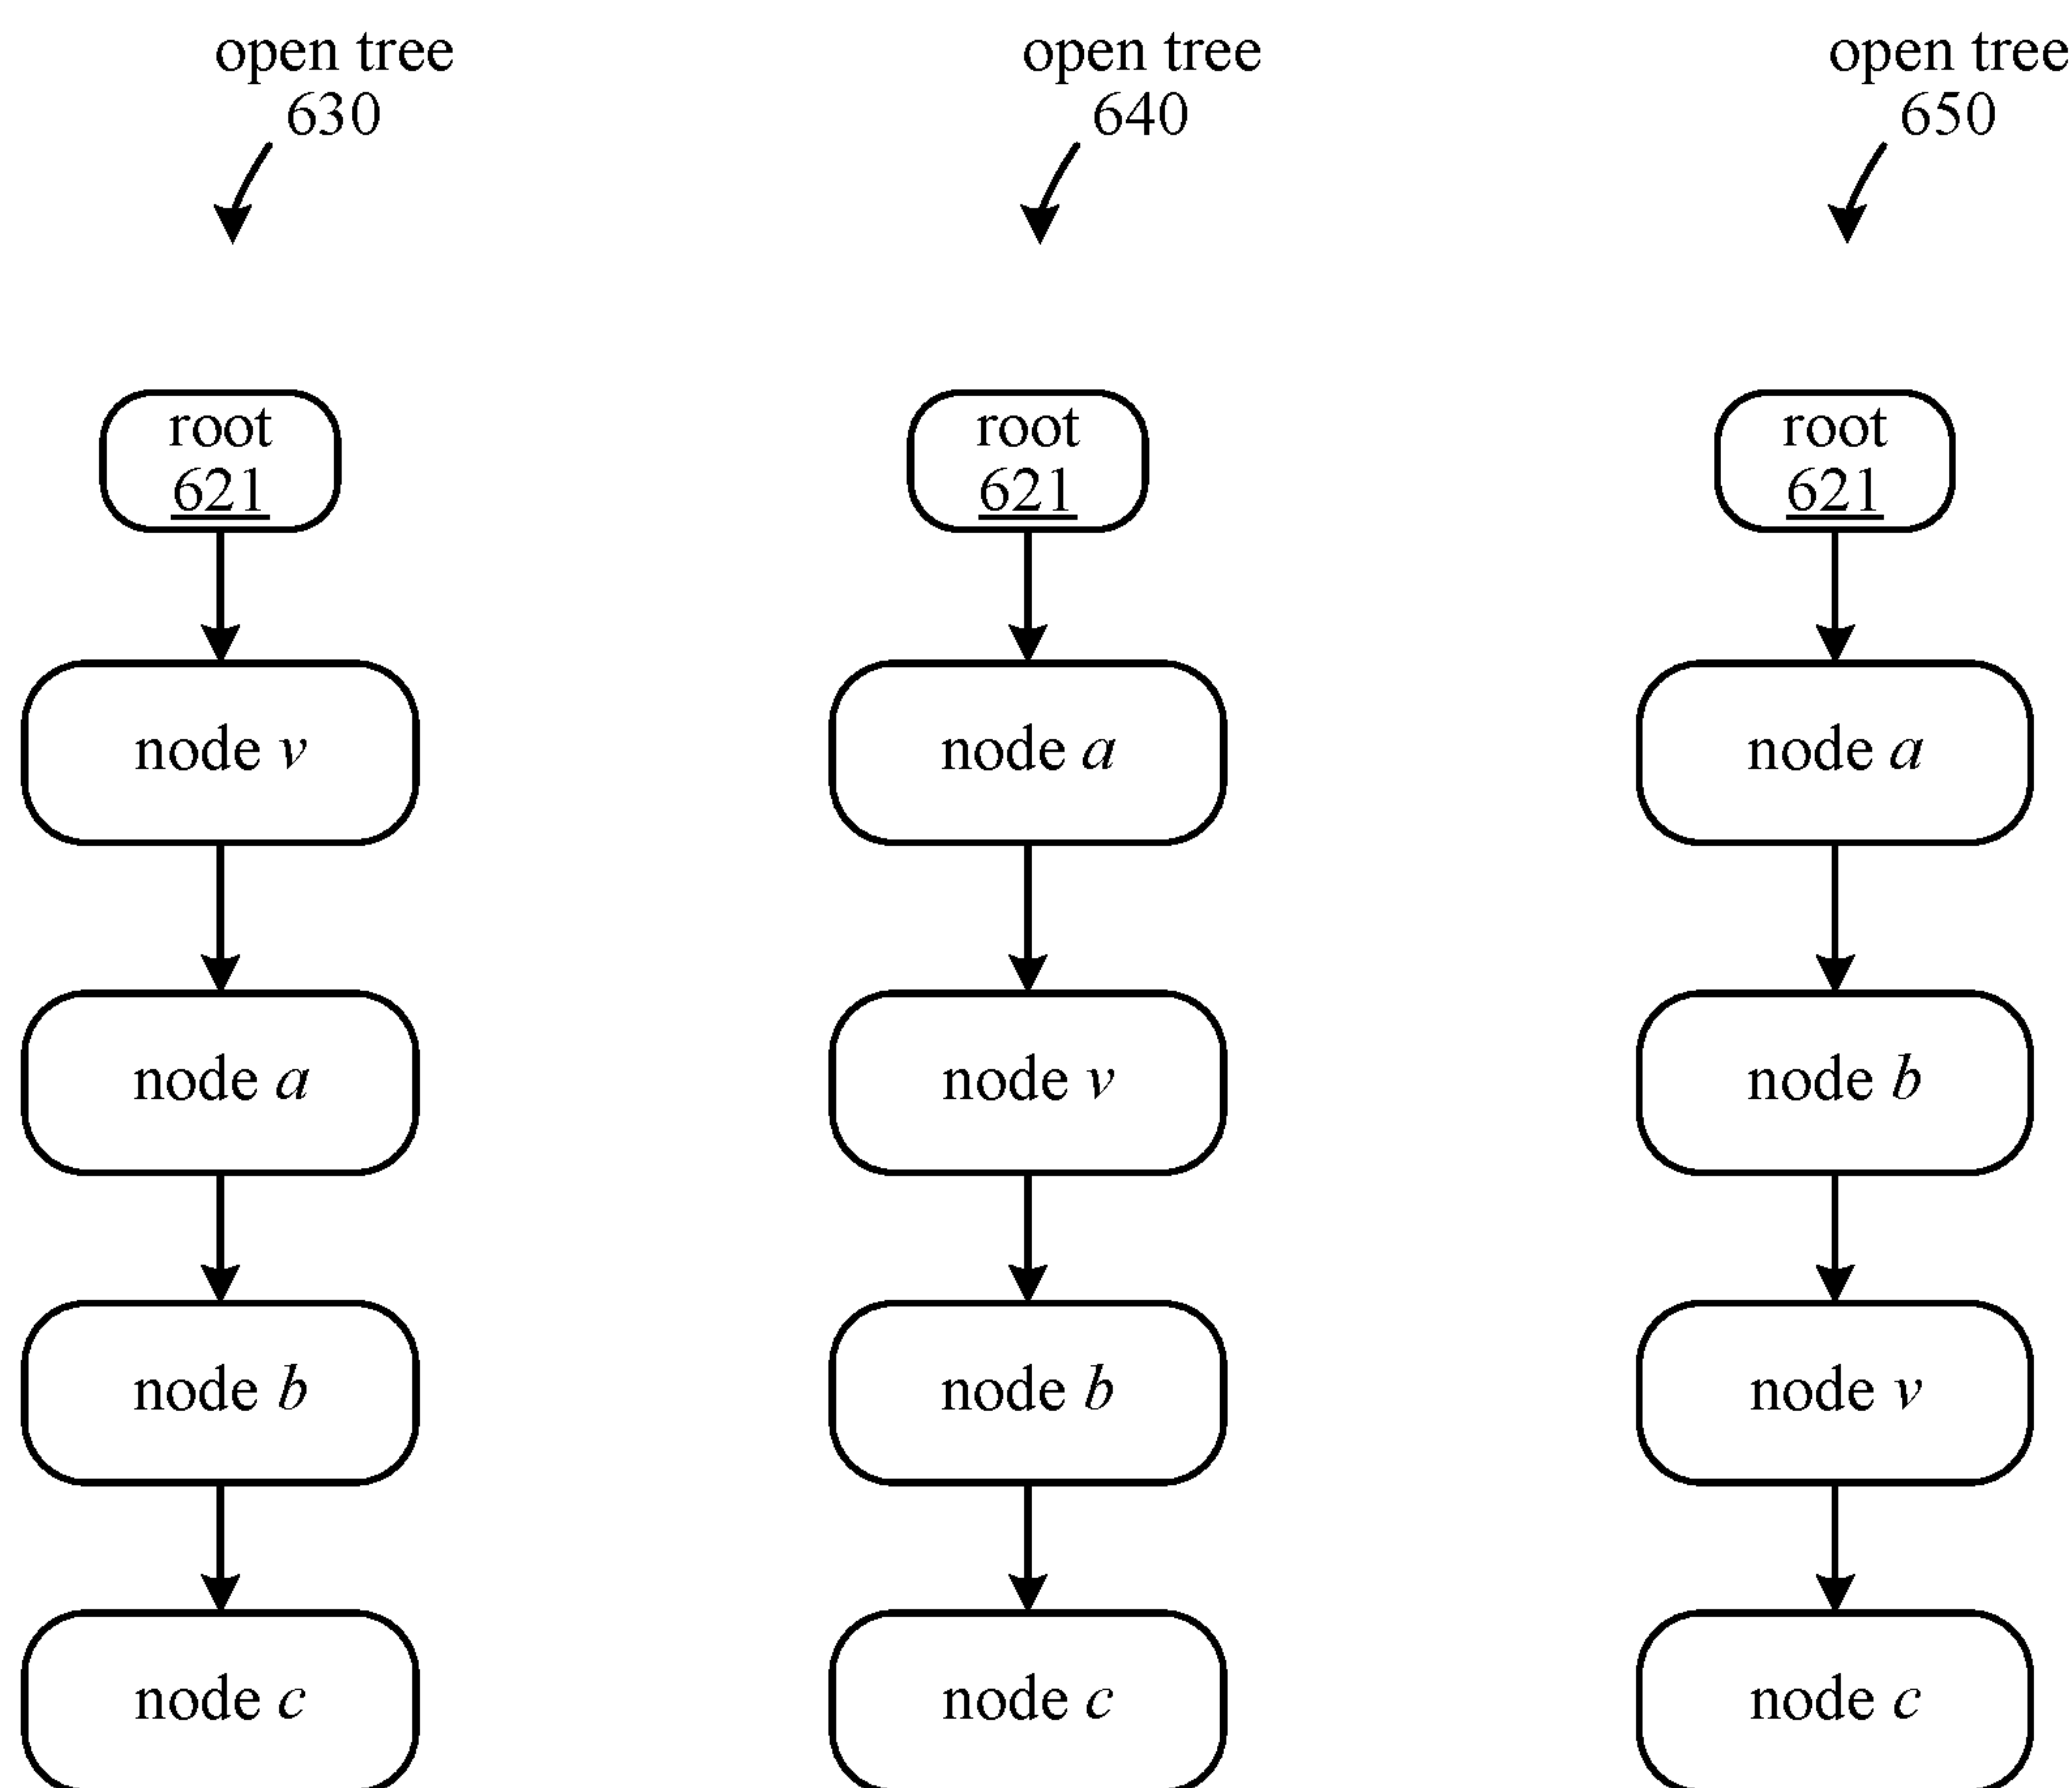 open tree
630
open tree
640
open tree
650
root
621
root
621
root
621
node v
node a
node a
node a
node v
node b
node b
node b
node v
node c
node c
node c